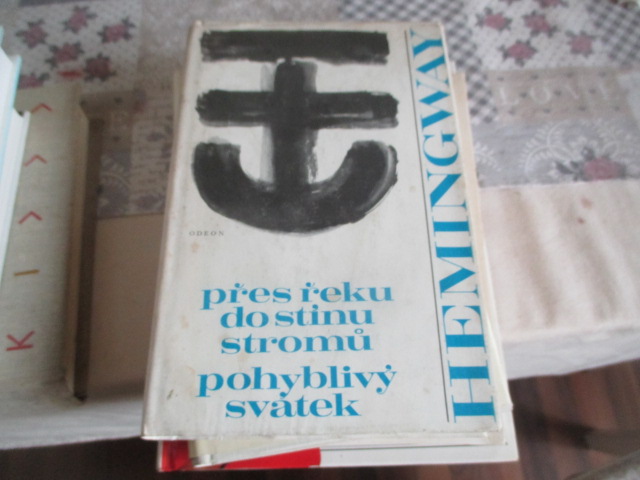 HEMINGWAY
ODEON
přes řeku
do stínu
stromů
pohyblivý
svátek